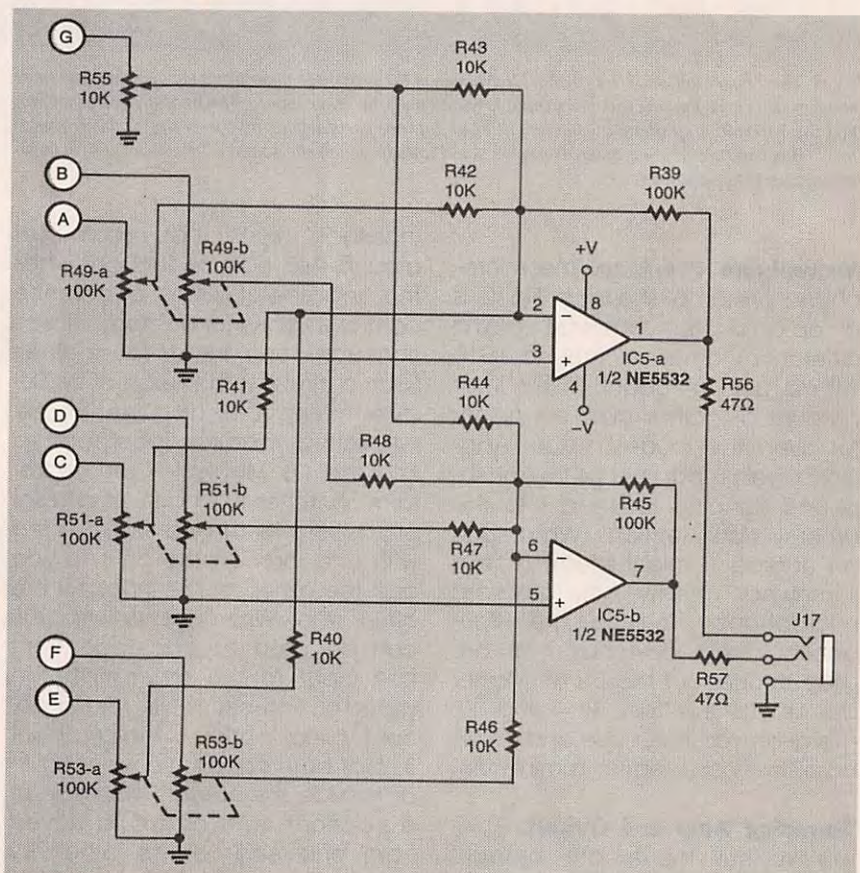 G
R43
10K
R55
10K
B
R42
10K
R39
100K
A
+V
R49-a
100K
R49-b
100K
2
−
8
1
3
+
IC5-a
1/2 NE5532
4
−V
R41
10K
R44
10K
R56
47Ω
D
R48
10K
C
R45
100K
R51-a
100K
R51-b
100K
R47
10K
6
−
7
5
+
IC5-b
1/2 NE5532
J17
R40
10K
F
R57
47Ω
E
R46
10K
R53-a
100K
R53-b
100K